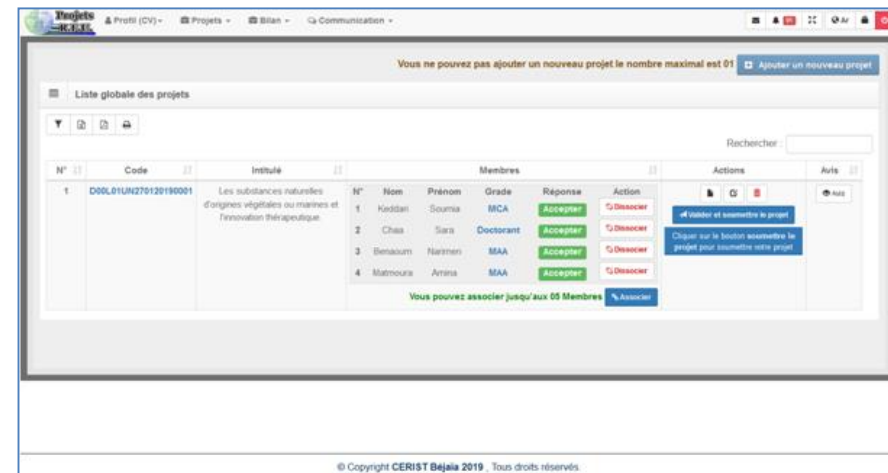 Projets
P.R.F.U.
Profil (CV) Projets Bilan Communication Ar
Vous ne pouvez pas ajouter un nouveau projet le nombre maximal est 01 Ajouter un nouveau projet
Liste globale des projets
Rechercher :
N° Code Intitulé Membres Actions Avis
1 D00L01UN270120190001 Les substances naturelles d'origines végétales ou marines et l'innovation thérapeutique.
N° Nom Prénom Grade Réponse Action
1 Keddari Soumia MCA Accepter Dissocier
2 Chaa Sara Doctorant Accepter Dissocier
3 Benaoum Narimen MAA Accepter Dissocier
4 Matmoura Amina MAA Accepter Dissocier
Vous pouvez associer jusqu'aux 05 Membres Associer
Valider et soumettre le projet
Cliquer sur le bouton soumettre le
projet pour soumettre votre projet
Avis
© Copyright CERIST Béjaia 2019 , Tous droits réservés.